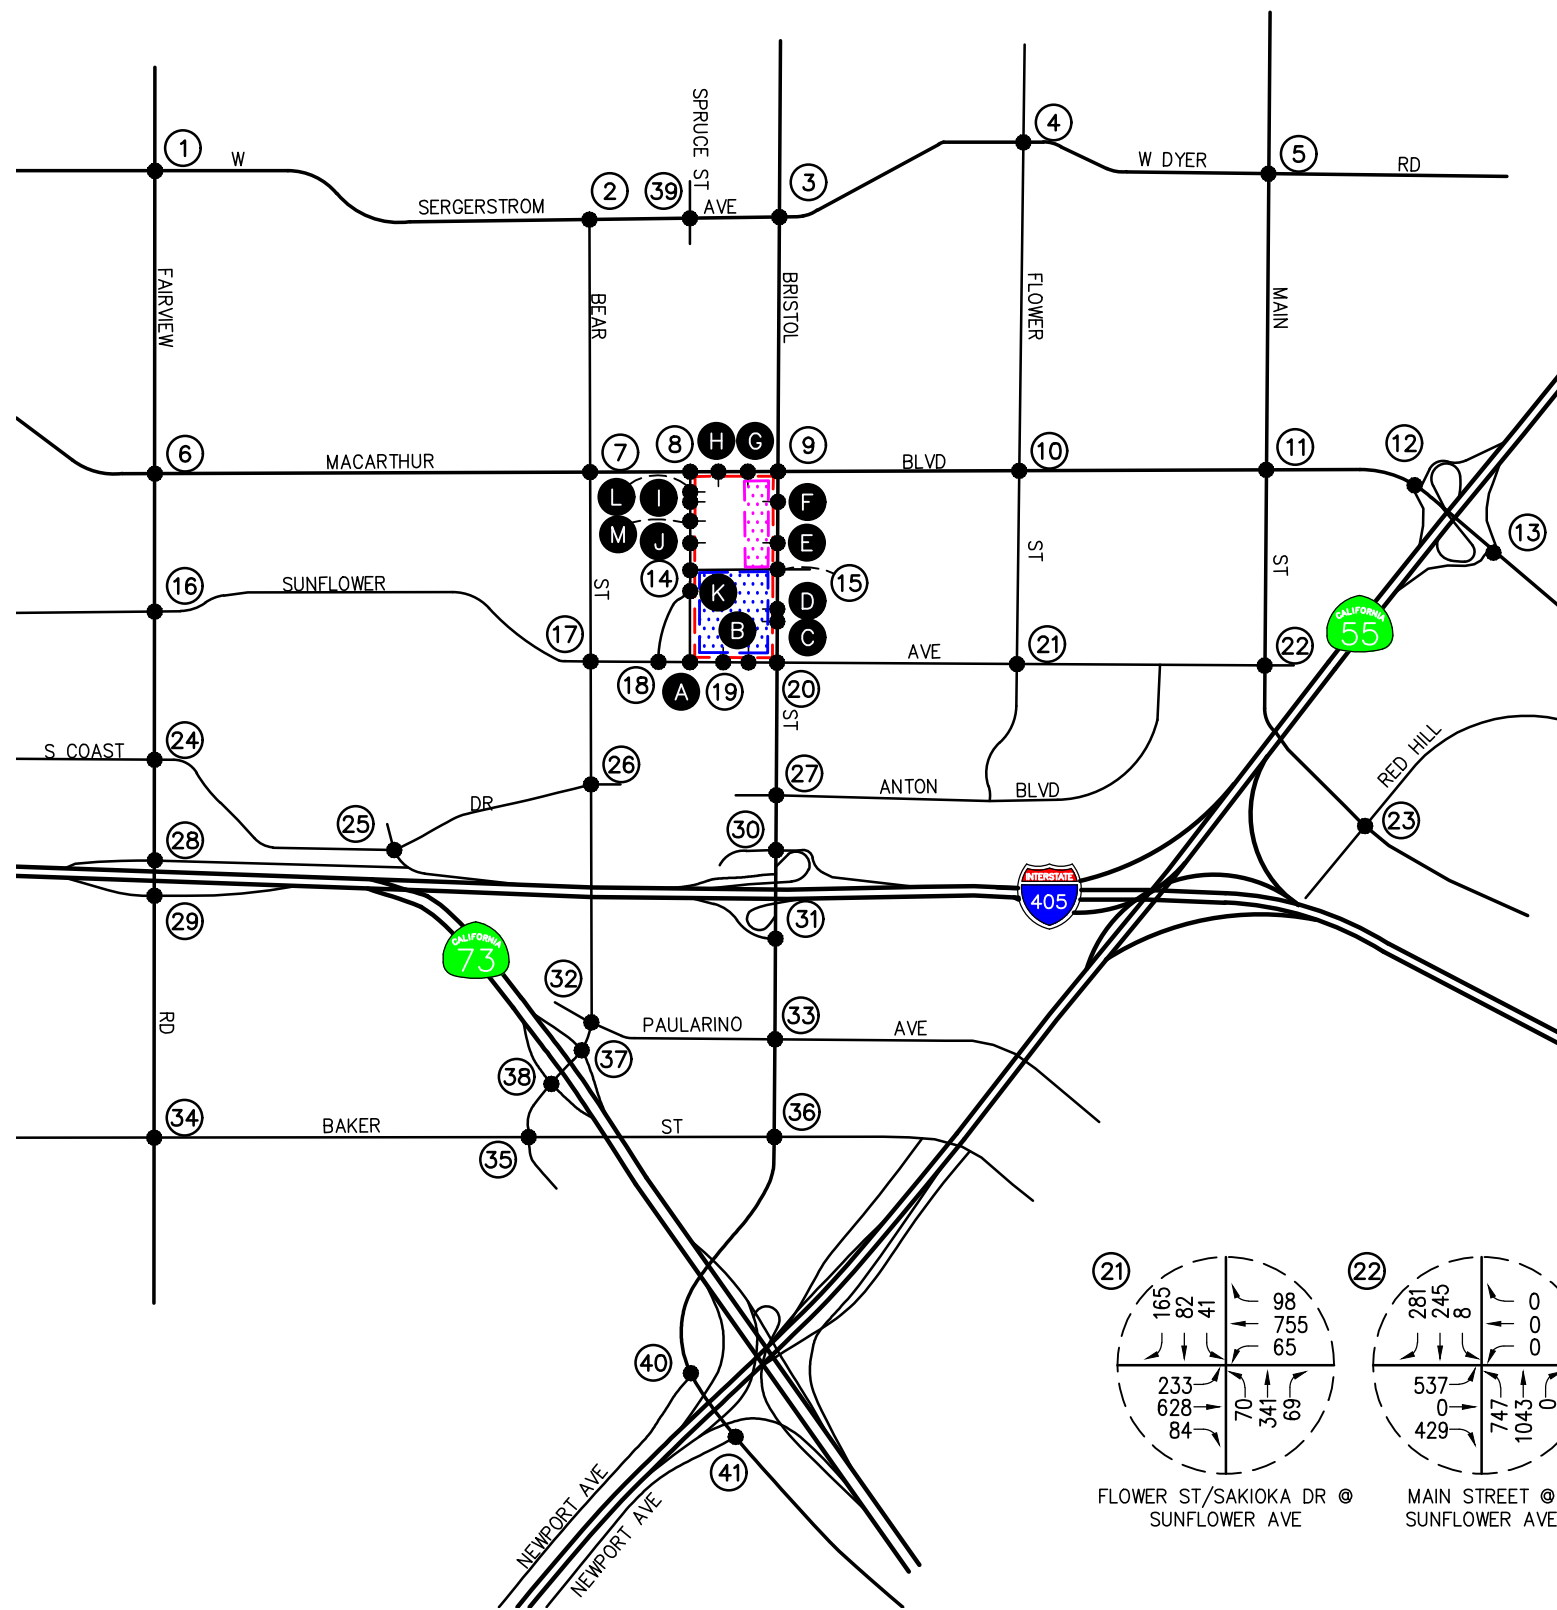 SPRUCE ST
1
W
2
39
AVE
3
4
W DYER
5
RD
SERGERSTROM
FAIRVIEW
BEAR
BRISTOL
FLOWER
MAIN
6
MACARTHUR
7
8
H
G
9
BLVD
10
11
12
L
I
F
M
J
E
13
ST
ST
16
SUNFLOWER
ST
14
K
15
D
CALIFORNIA
55
17
B
C
AVE
21
22
18
A
19
20
ST
S COAST
24
26
27
ANTON
BLVD
RED HILL
DR
25
30
23
28
INTERSTATE
405
29
31
CALIFORNIA
73
32
RD
PAULARINO
33
AVE
37
38
34
BAKER
ST
36
35
21
165
82
41
98
755
65
233
628
84
70
341
69
FLOWER ST/SAKIOKA DR @
SUNFLOWER AVE
22
281
245
8
0
0
0
537
0
429
747
1043
0
MAIN STREET @
SUNFLOWER AVE
40
41
NEWPORT AVE
NEWPORT AVE